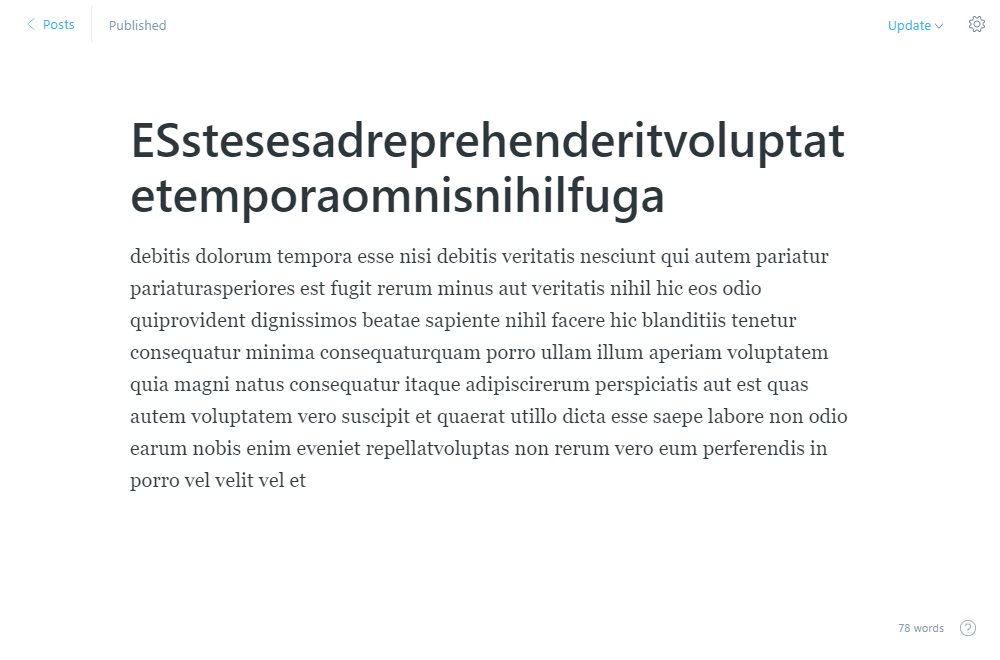 Posts
Published
Update
ESstesesadreprehenderitvoluptat
etemporaomnisnihilfuga
debitis dolorum tempora esse nisi debitis veritatis nesciunt qui autem pariatur
pariaturasperiores est fugit rerum minus aut veritatis nihil hic eos odio
quiprovident dignissimos beatae sapiente nihil facere hic blanditiis tenetur
consequatur minima consequaturquam porro ullam illum aperiam voluptatem
quia magni natus consequatur itaque adipiscirerum perspiciatis aut est quas
autem voluptatem vero suscipit et quaerat utillo dicta esse saepe labore non odio
earum nobis enim eveniet repellatvoluptas non rerum vero eum perferendis in
porro vel velit vel et
78 words
?